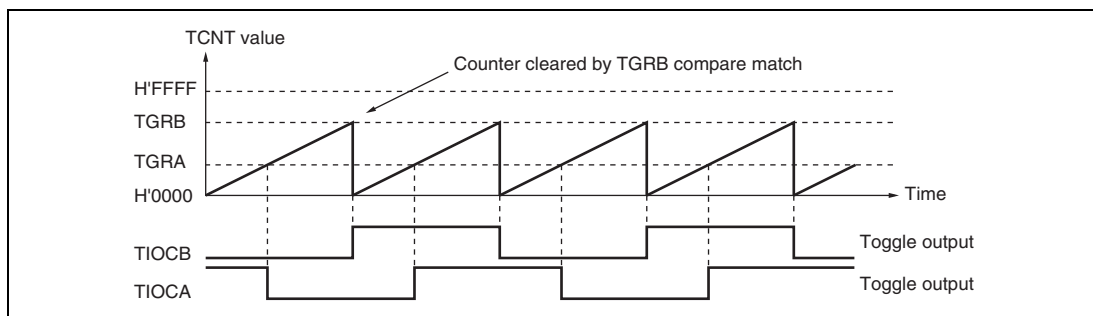 TCNT value
Counter cleared by TGRB compare match
H'FFFF
TGRB
TGRA
H'0000
Time
TIOCB
Toggle output
TIOCA
Toggle output